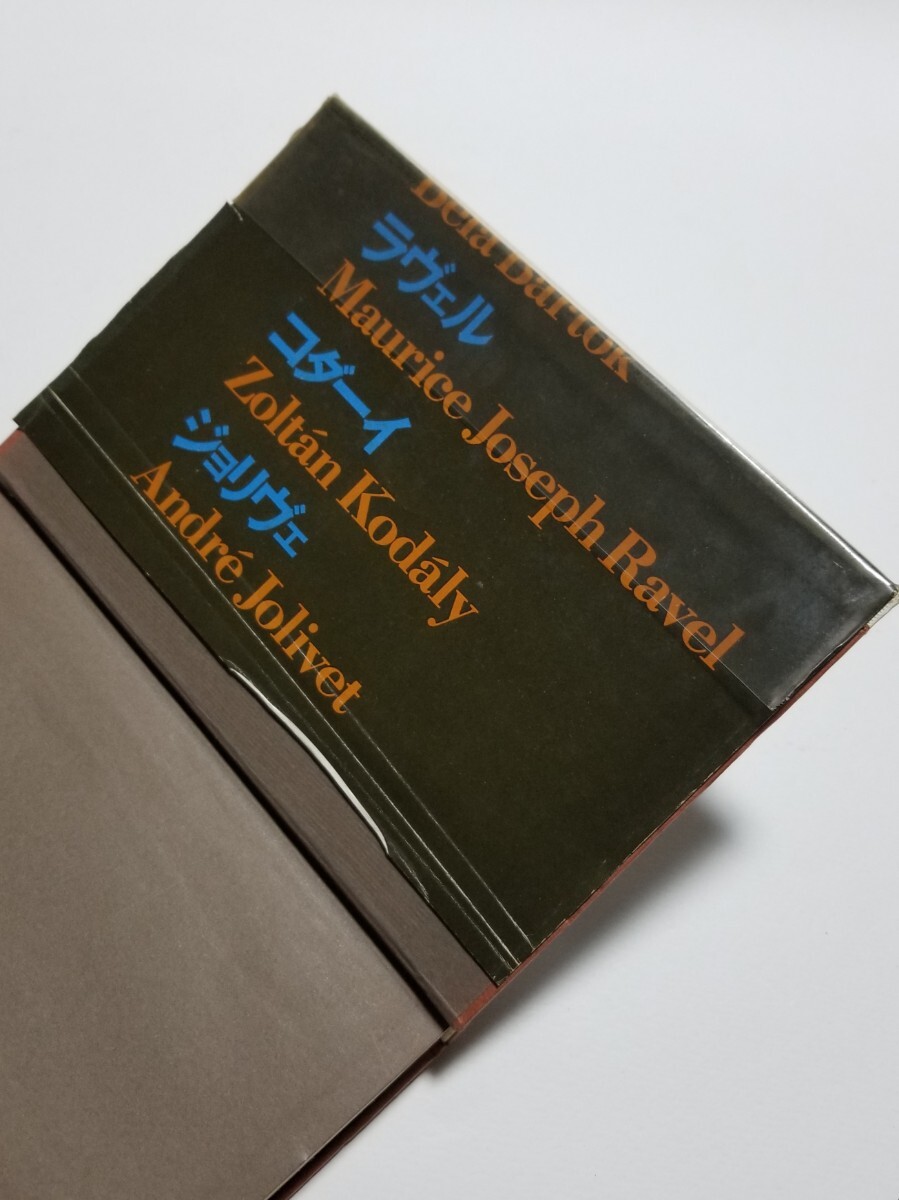 Béla Bartók
ラヴェル
Maurice Joseph Ravel
コダーイ
Zoltán Kodály
ジョリヴェ
André Jolivet